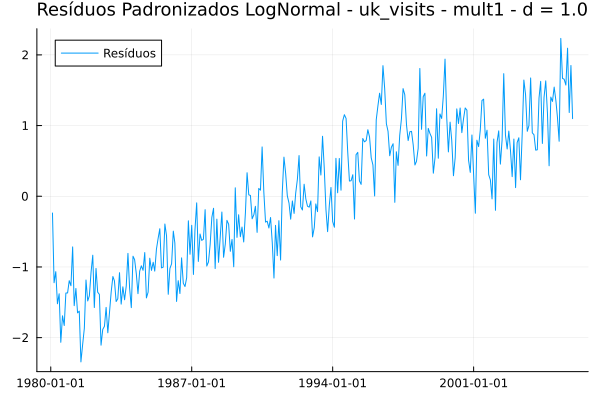 Resíduos Padronizados LogNormal - uk_visits - mult1 - d = 1.0
Resíduos
2
1
0
−1
−2
1980-01-01 1987-01-01 1994-01-01 2001-01-01